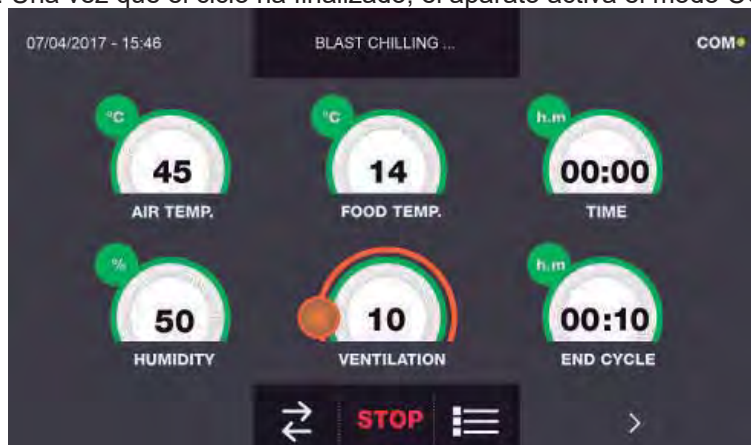 Una vez que el ciclo ha finalizado, el aparato activa el modo
07/04/2017 - 15:46
BLAST CHILLING ...
COM
°C
°C
h.m
45
14
00:00
AIR TEMP.
FOOD TEMP.
TIME
%
h.m
50
10
00:10
HUMIDITY
VENTILATION
END CYCLE
STOP